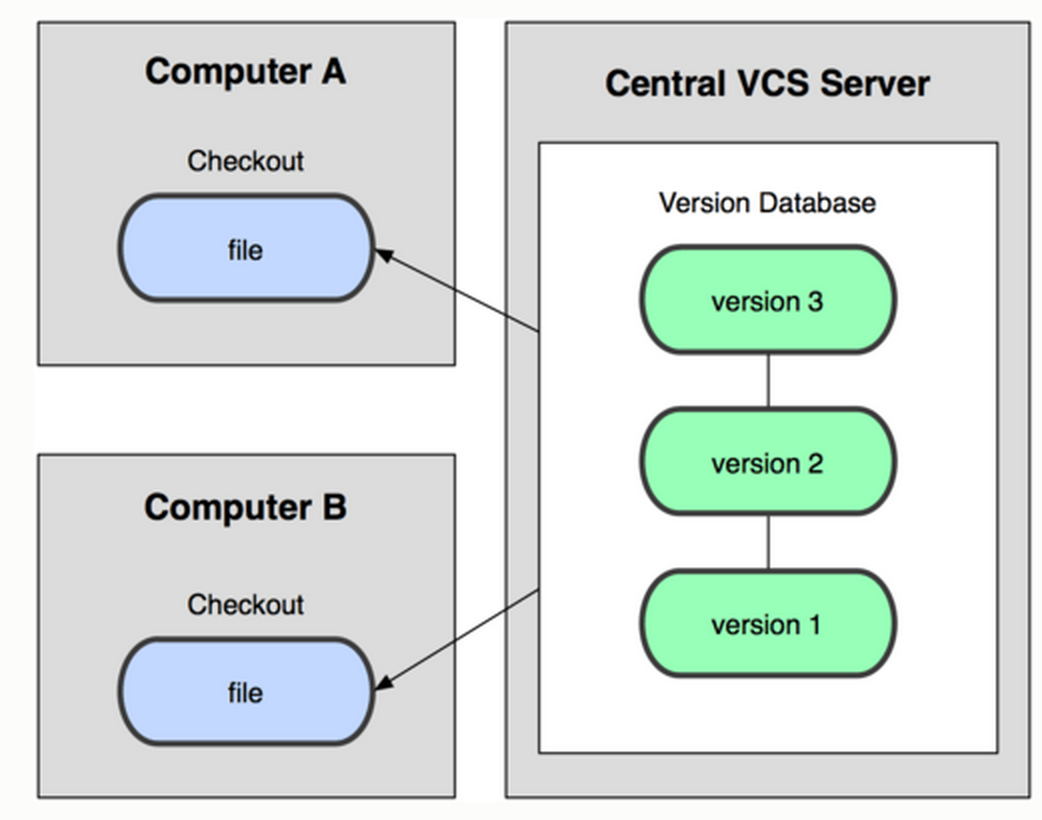 Computer A
Checkout
file
Computer B
Checkout
file
Central VCS Server
Version Database
version 3
version 2
version 1